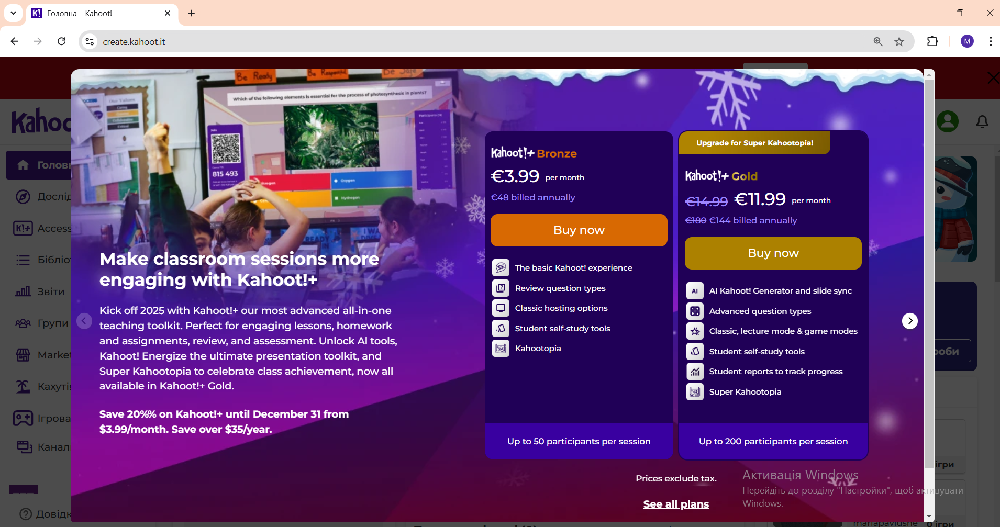 Головна – Kahoot!
create.kahoot.it
M
Be Ready
Be Respectful
Be Safe
Our Values
Which of the following elements is essential for the process of photosynthesis in plants?
815 493
Oxygen
Hydrogen
Kahoo
Голов
Дослід
Access
Бібліо
Звіти
Групи
Market
Кахуті
Ігрова
Канал
Довідк
Make classroom sessions more
engaging with Kahoot!+
Kick off 2025 with Kahoot!+ our most advanced all-in-one
teaching toolkit. Perfect for engaging lessons, homework
and assignments, review, and assessment. Unlock AI tools,
Kahoot! Energize the ultimate presentation toolkit, and
Super Kahootopia to celebrate class achievement, now all
available in Kahoot!+ Gold.
Save 20%% on Kahoot!+ until December 31 from
$3.99/month. Save over $35/year.
Kahoot!+ Bronze
€3.99 per month
€48 billed annually
Buy now
The basic Kahoot! experience
Review question types
Classic hosting options
Student self-study tools
Kahootopia
Up to 50 participants per session
Upgrade for Super Kahootopia!
Kahoot!+ Gold
€14.99 €11.99 per month
€180 €144 billed annually
Buy now
AI Kahoot! Generator and slide sync
Advanced question types
Classic, lecture mode & game modes
Student self-study tools
Student reports to track progress
Super Kahootopia
Up to 200 participants per session
Prices exclude tax.
See all plans
роби
ігри
Активація Windows
Перейдіть до розділу "Настройки", щоб активувати
Windows.
0 ігри